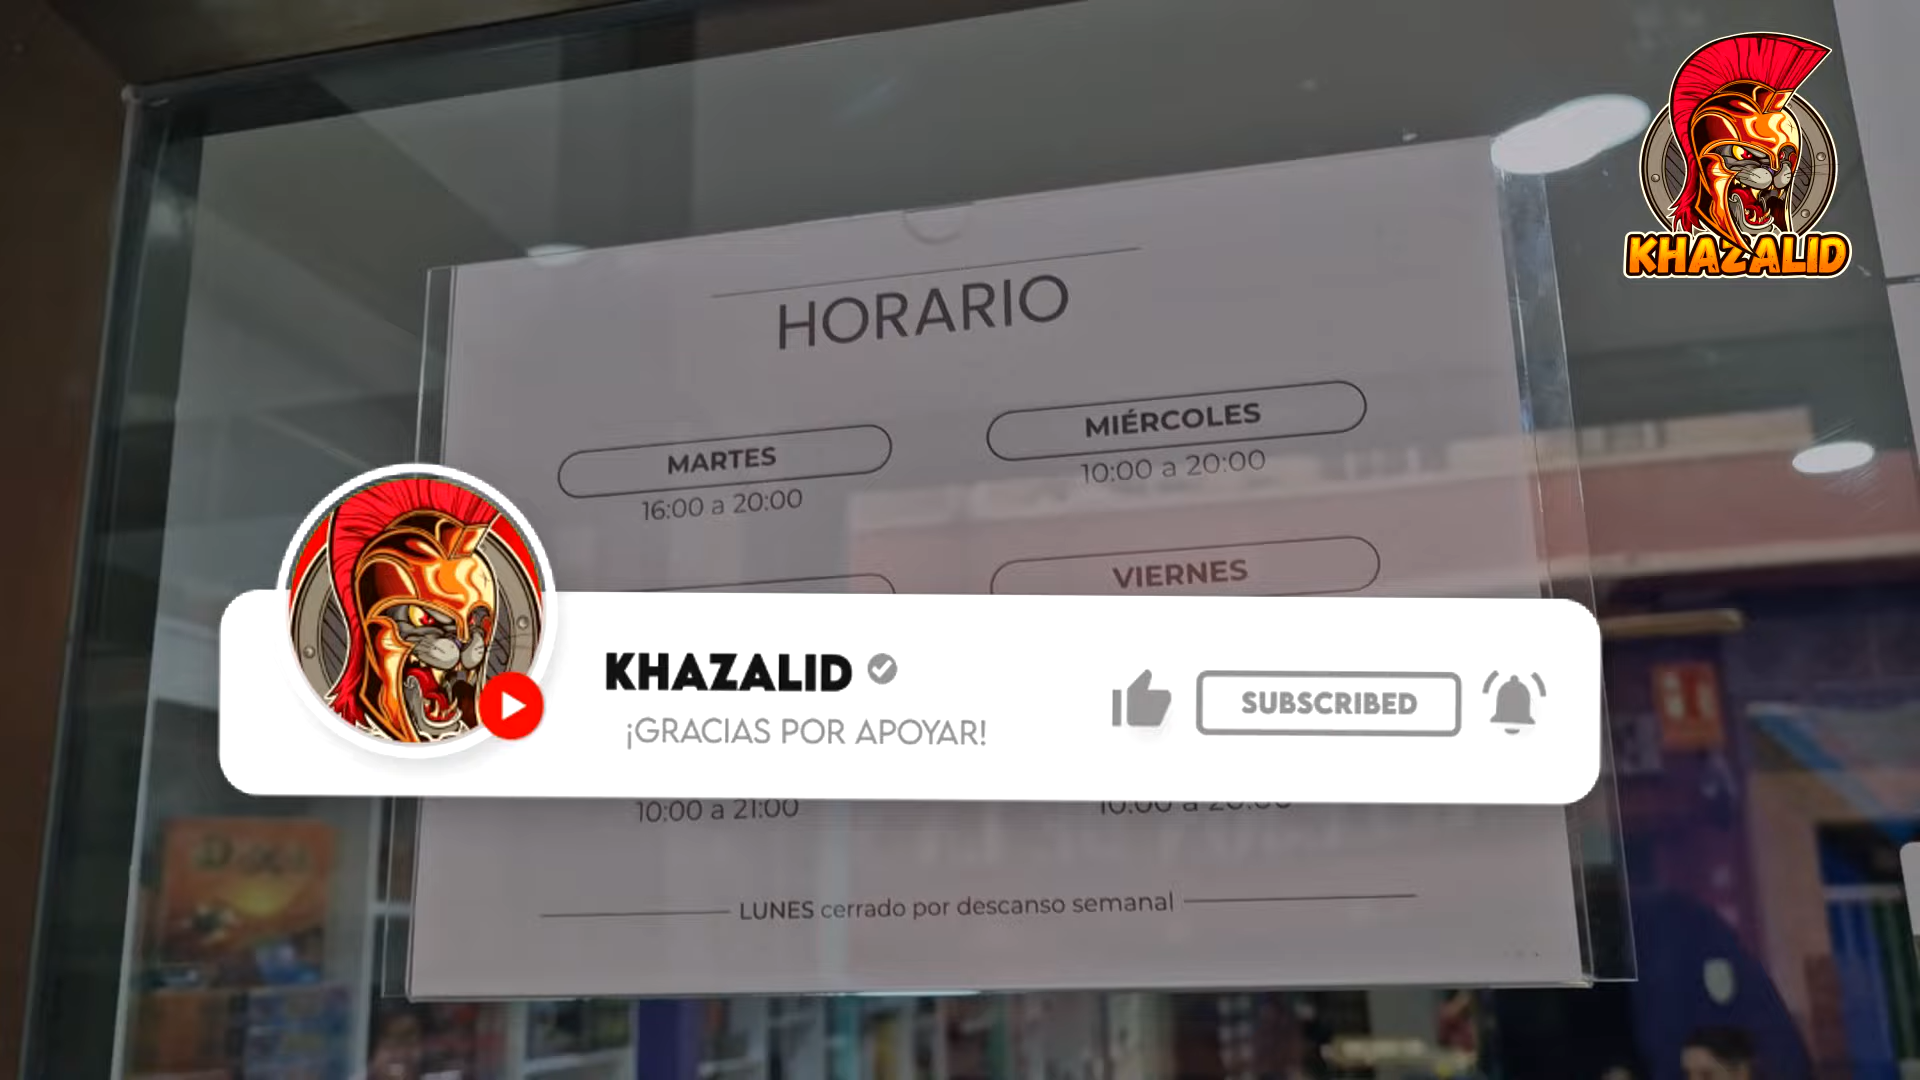 KHAZALID
HORARIO
MARTES
16:00 a 20:00
MIÉRCOLES
10:00 a 20:00
VIERNES
KHAZALID
¡GRACIAS POR APOYAR!
SUBSCRIBED
10:00 a 21:00
LUNES cerrado por descanso semanal